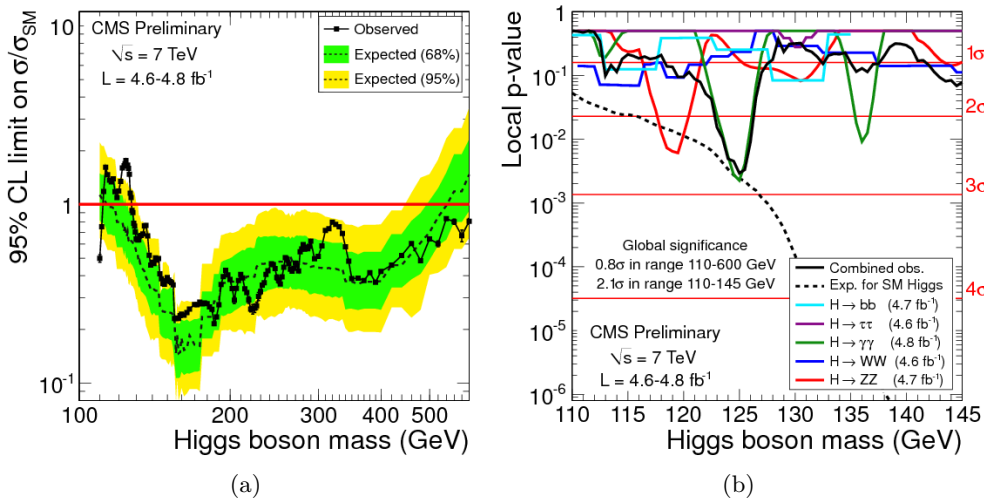 CMS Preliminary
√s = 7 TeV
L = 4.6-4.8 fb⁻¹
Observed
Expected (68%)
Expected (95%)
95% CL limit on σ/σ_SM
10
1
10⁻¹
100
200
300
400
500
Higgs boson mass (GeV)
(a)
Local p-value
1
10⁻¹
10⁻²
10⁻³
10⁻⁴
10⁻⁵
10⁻⁶
1σ
2σ
3σ
4σ
Global significance
0.8σ in range 110-600 GeV
2.1σ in range 110-145 GeV
CMS Preliminary
√s = 7 TeV
L = 4.6-4.8 fb⁻¹
Combined obs.
Exp. for SM Higgs
H → bb (4.7 fb⁻¹)
H → ττ (4.6 fb⁻¹)
H → γγ (4.8 fb⁻¹)
H → WW (4.6 fb⁻¹)
H → ZZ (4.7 fb⁻¹)
110 115 120 125 130 135 140 145
Higgs boson mass (GeV)
(b)